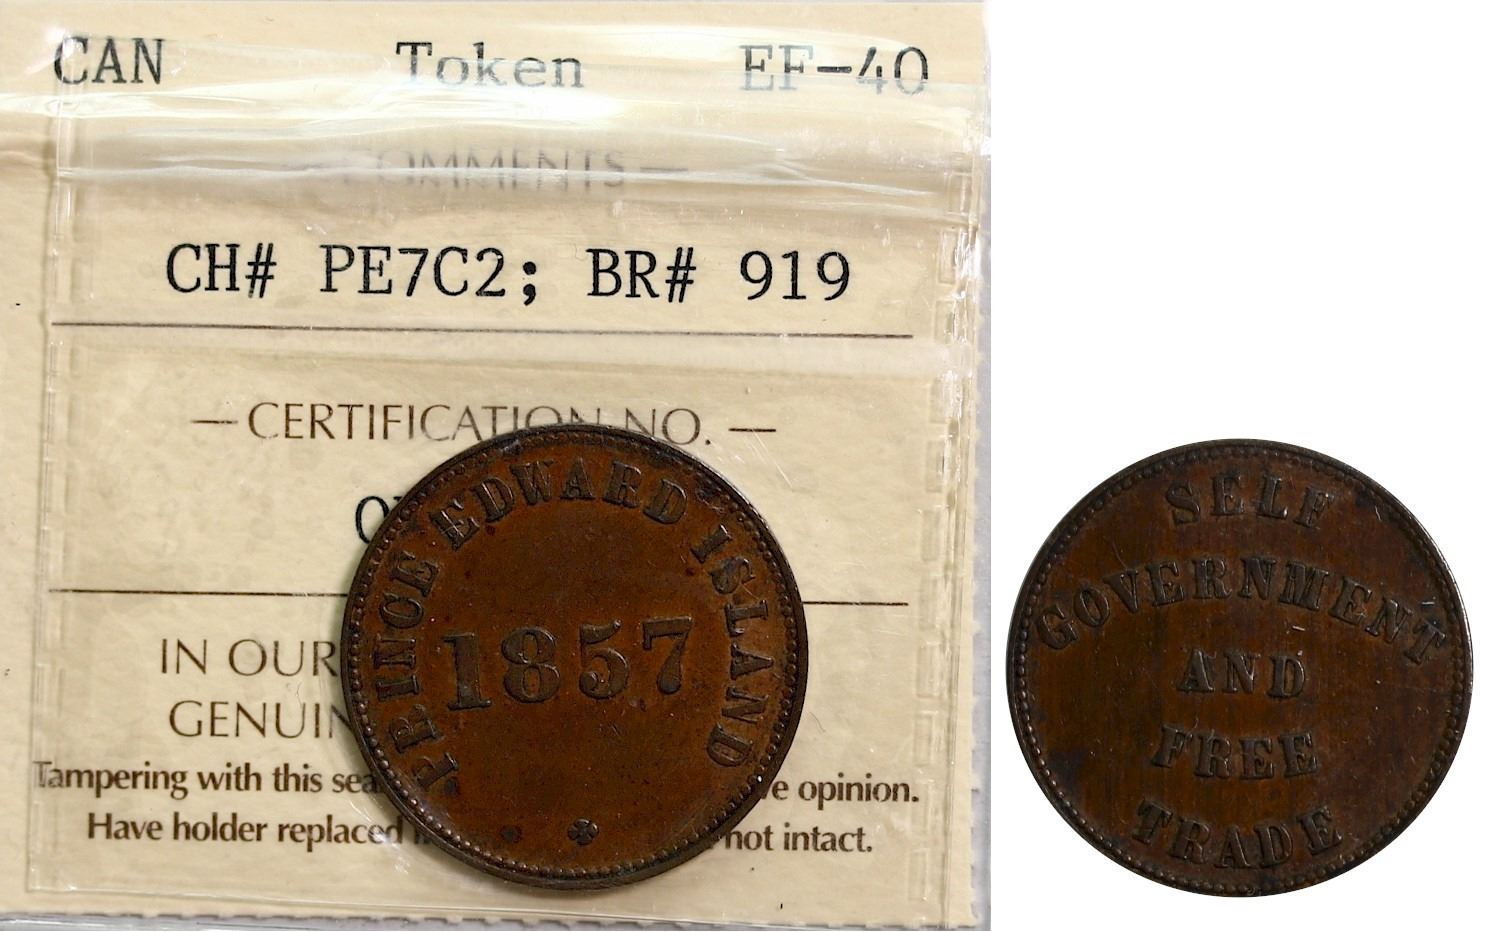 CAN Token EF-40
— COMMENTS —
CH# PE7C2; BR# 919
— CERTIFICATION NO. —
IN OUR
GENUIN
Tampering with this sea
ve opinion.
Have holder replaced
not intact.
PRINCE EDWARD ISLAND
1857
SELF
GOVERNMENT
AND
FREE
TRADE